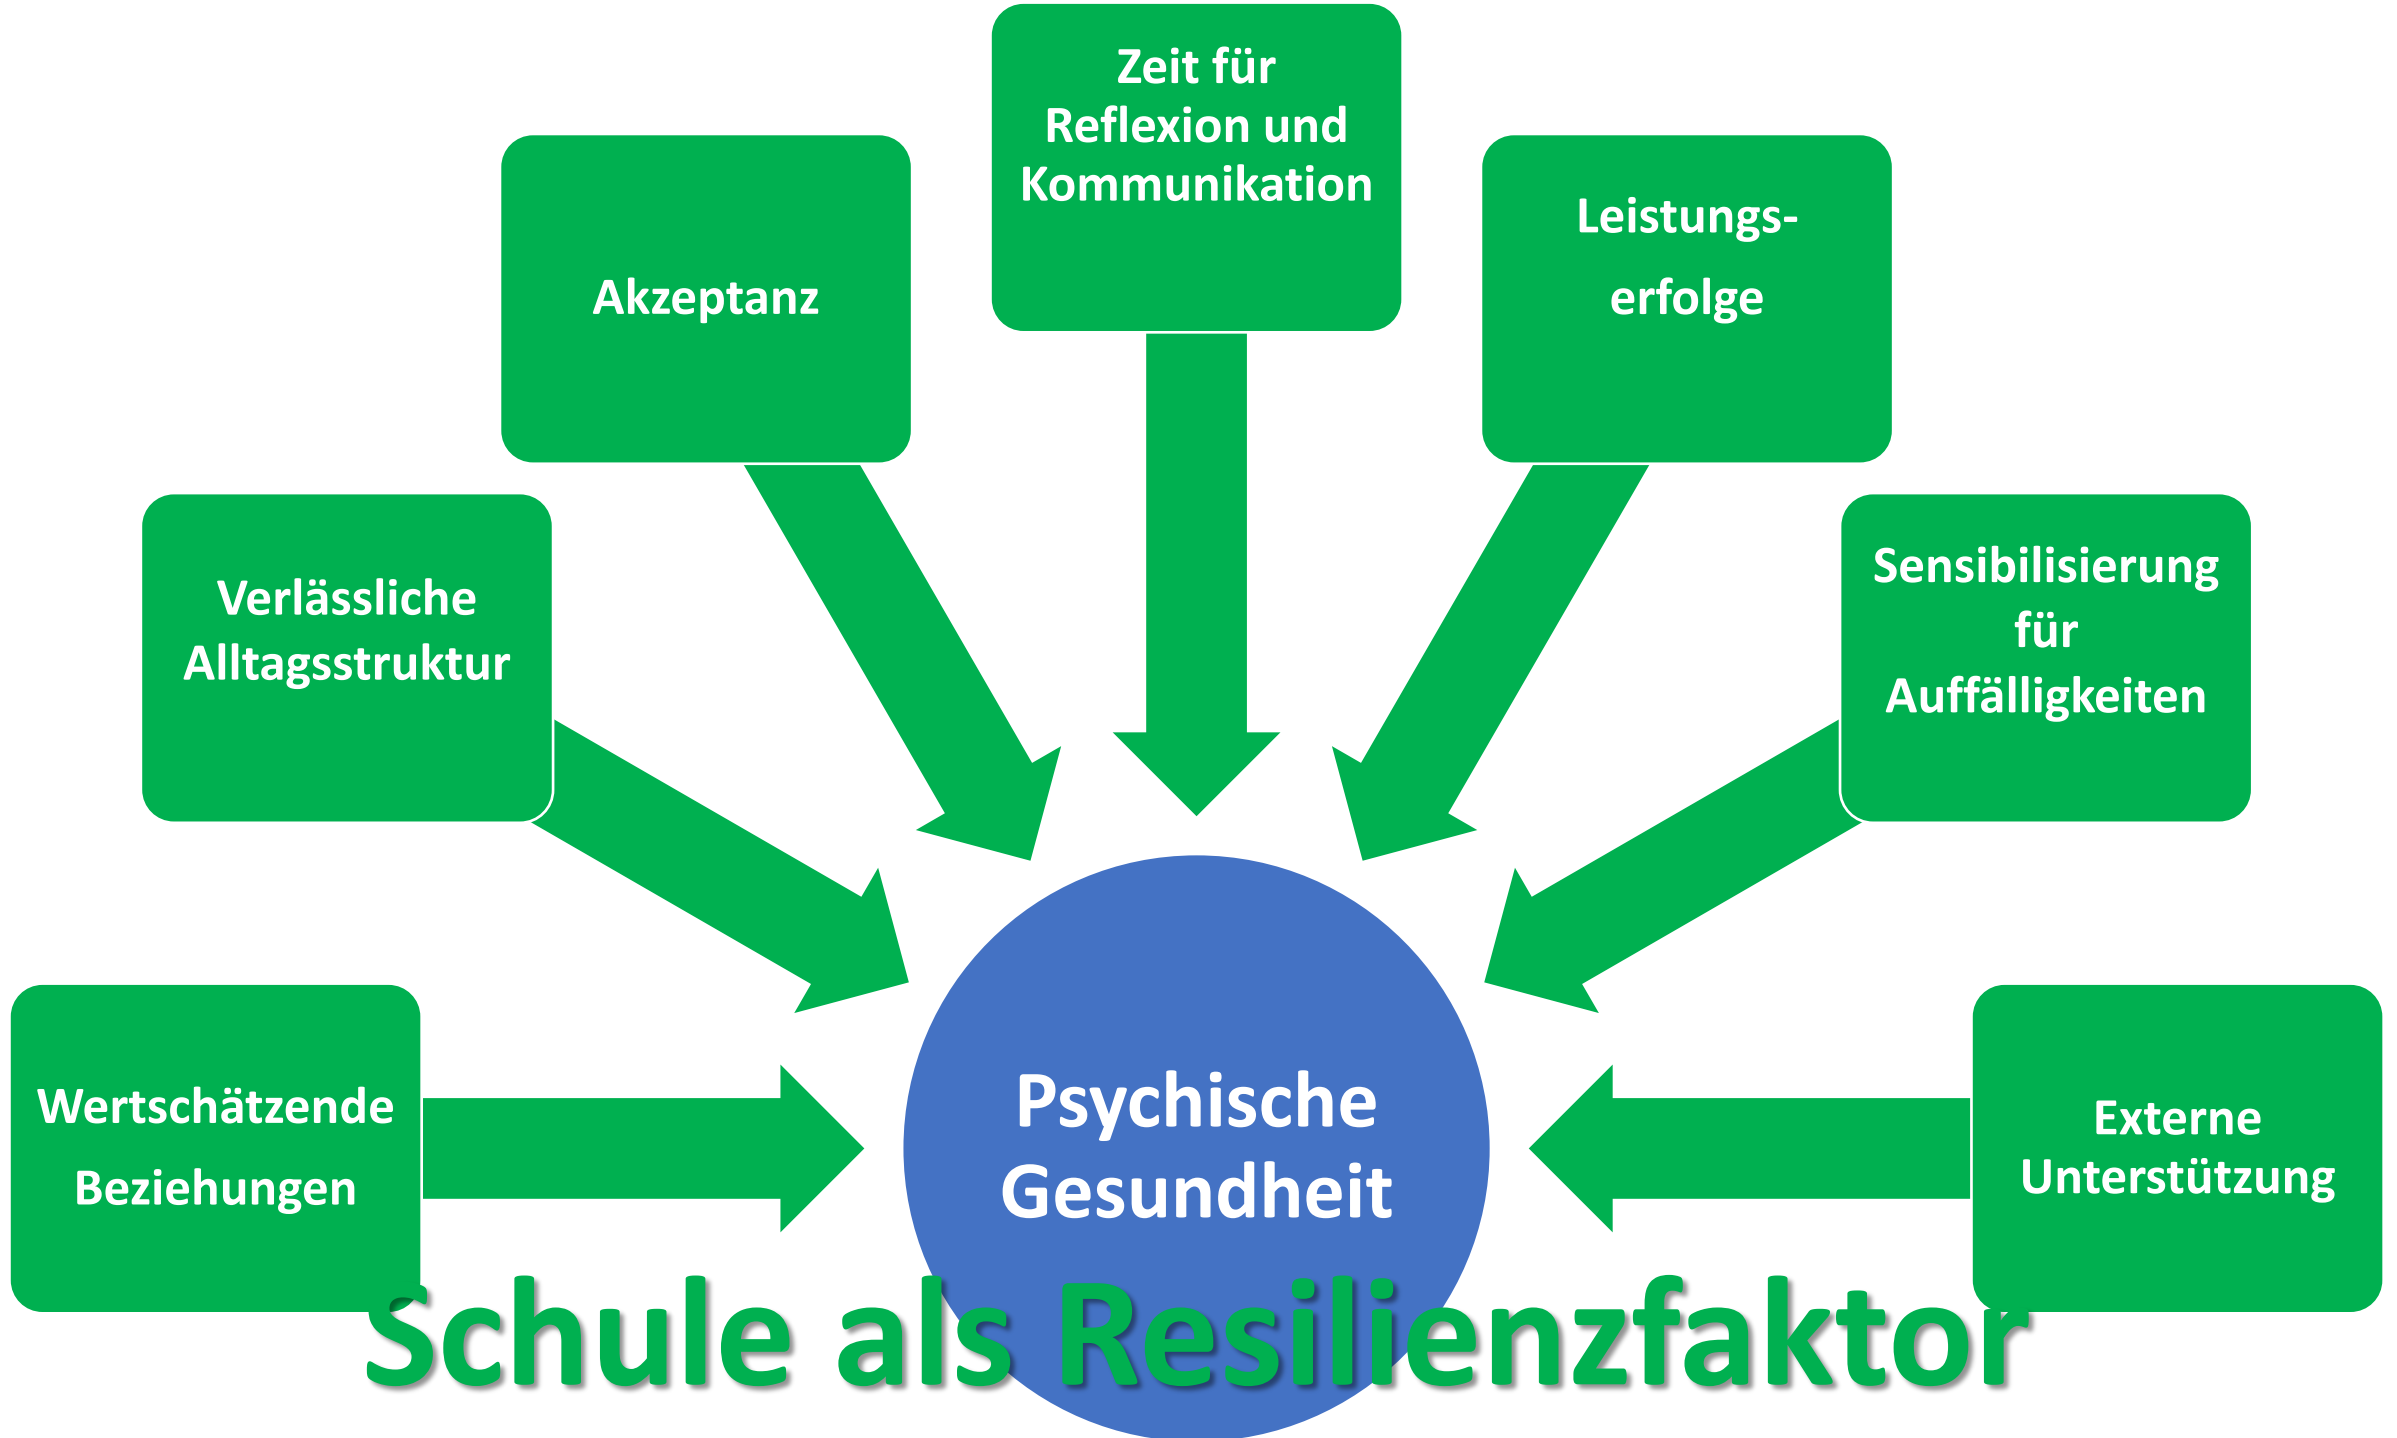 Zeit für
Reflexion und
Kommunikation
Akzeptanz
Leistungs-
erfolge
Verlässliche
Alltagsstruktur
Sensibilisierung
für
Auffälligkeiten
Wertschätzende
Beziehungen
Psychische
Gesundheit
Externe
Unterstützung
Schule als Resilienzfaktor